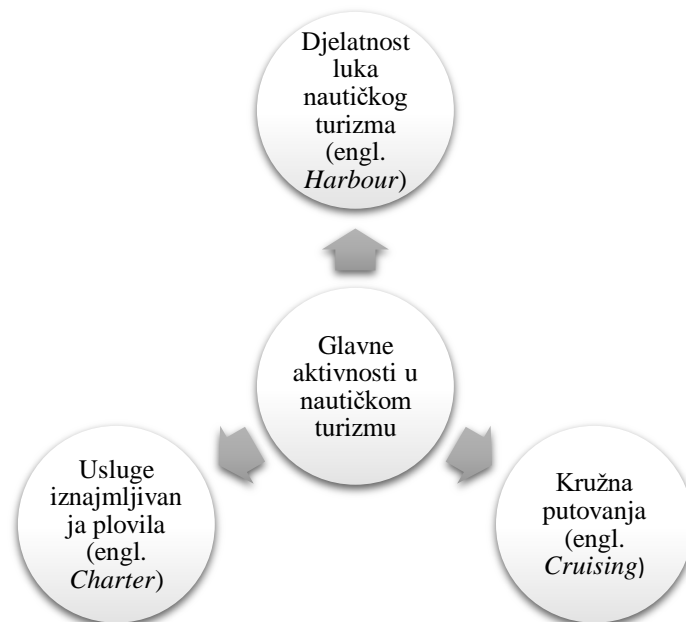 Djelatnost
luka
nautičkog
turizma
(engl.
Harbour)
Glavne
aktivnosti u
nautičkom
turizmu
Usluge
iznajmljivan
ja plovila
(engl.
Charter)
Kružna
putovanja
(engl.
Cruising)